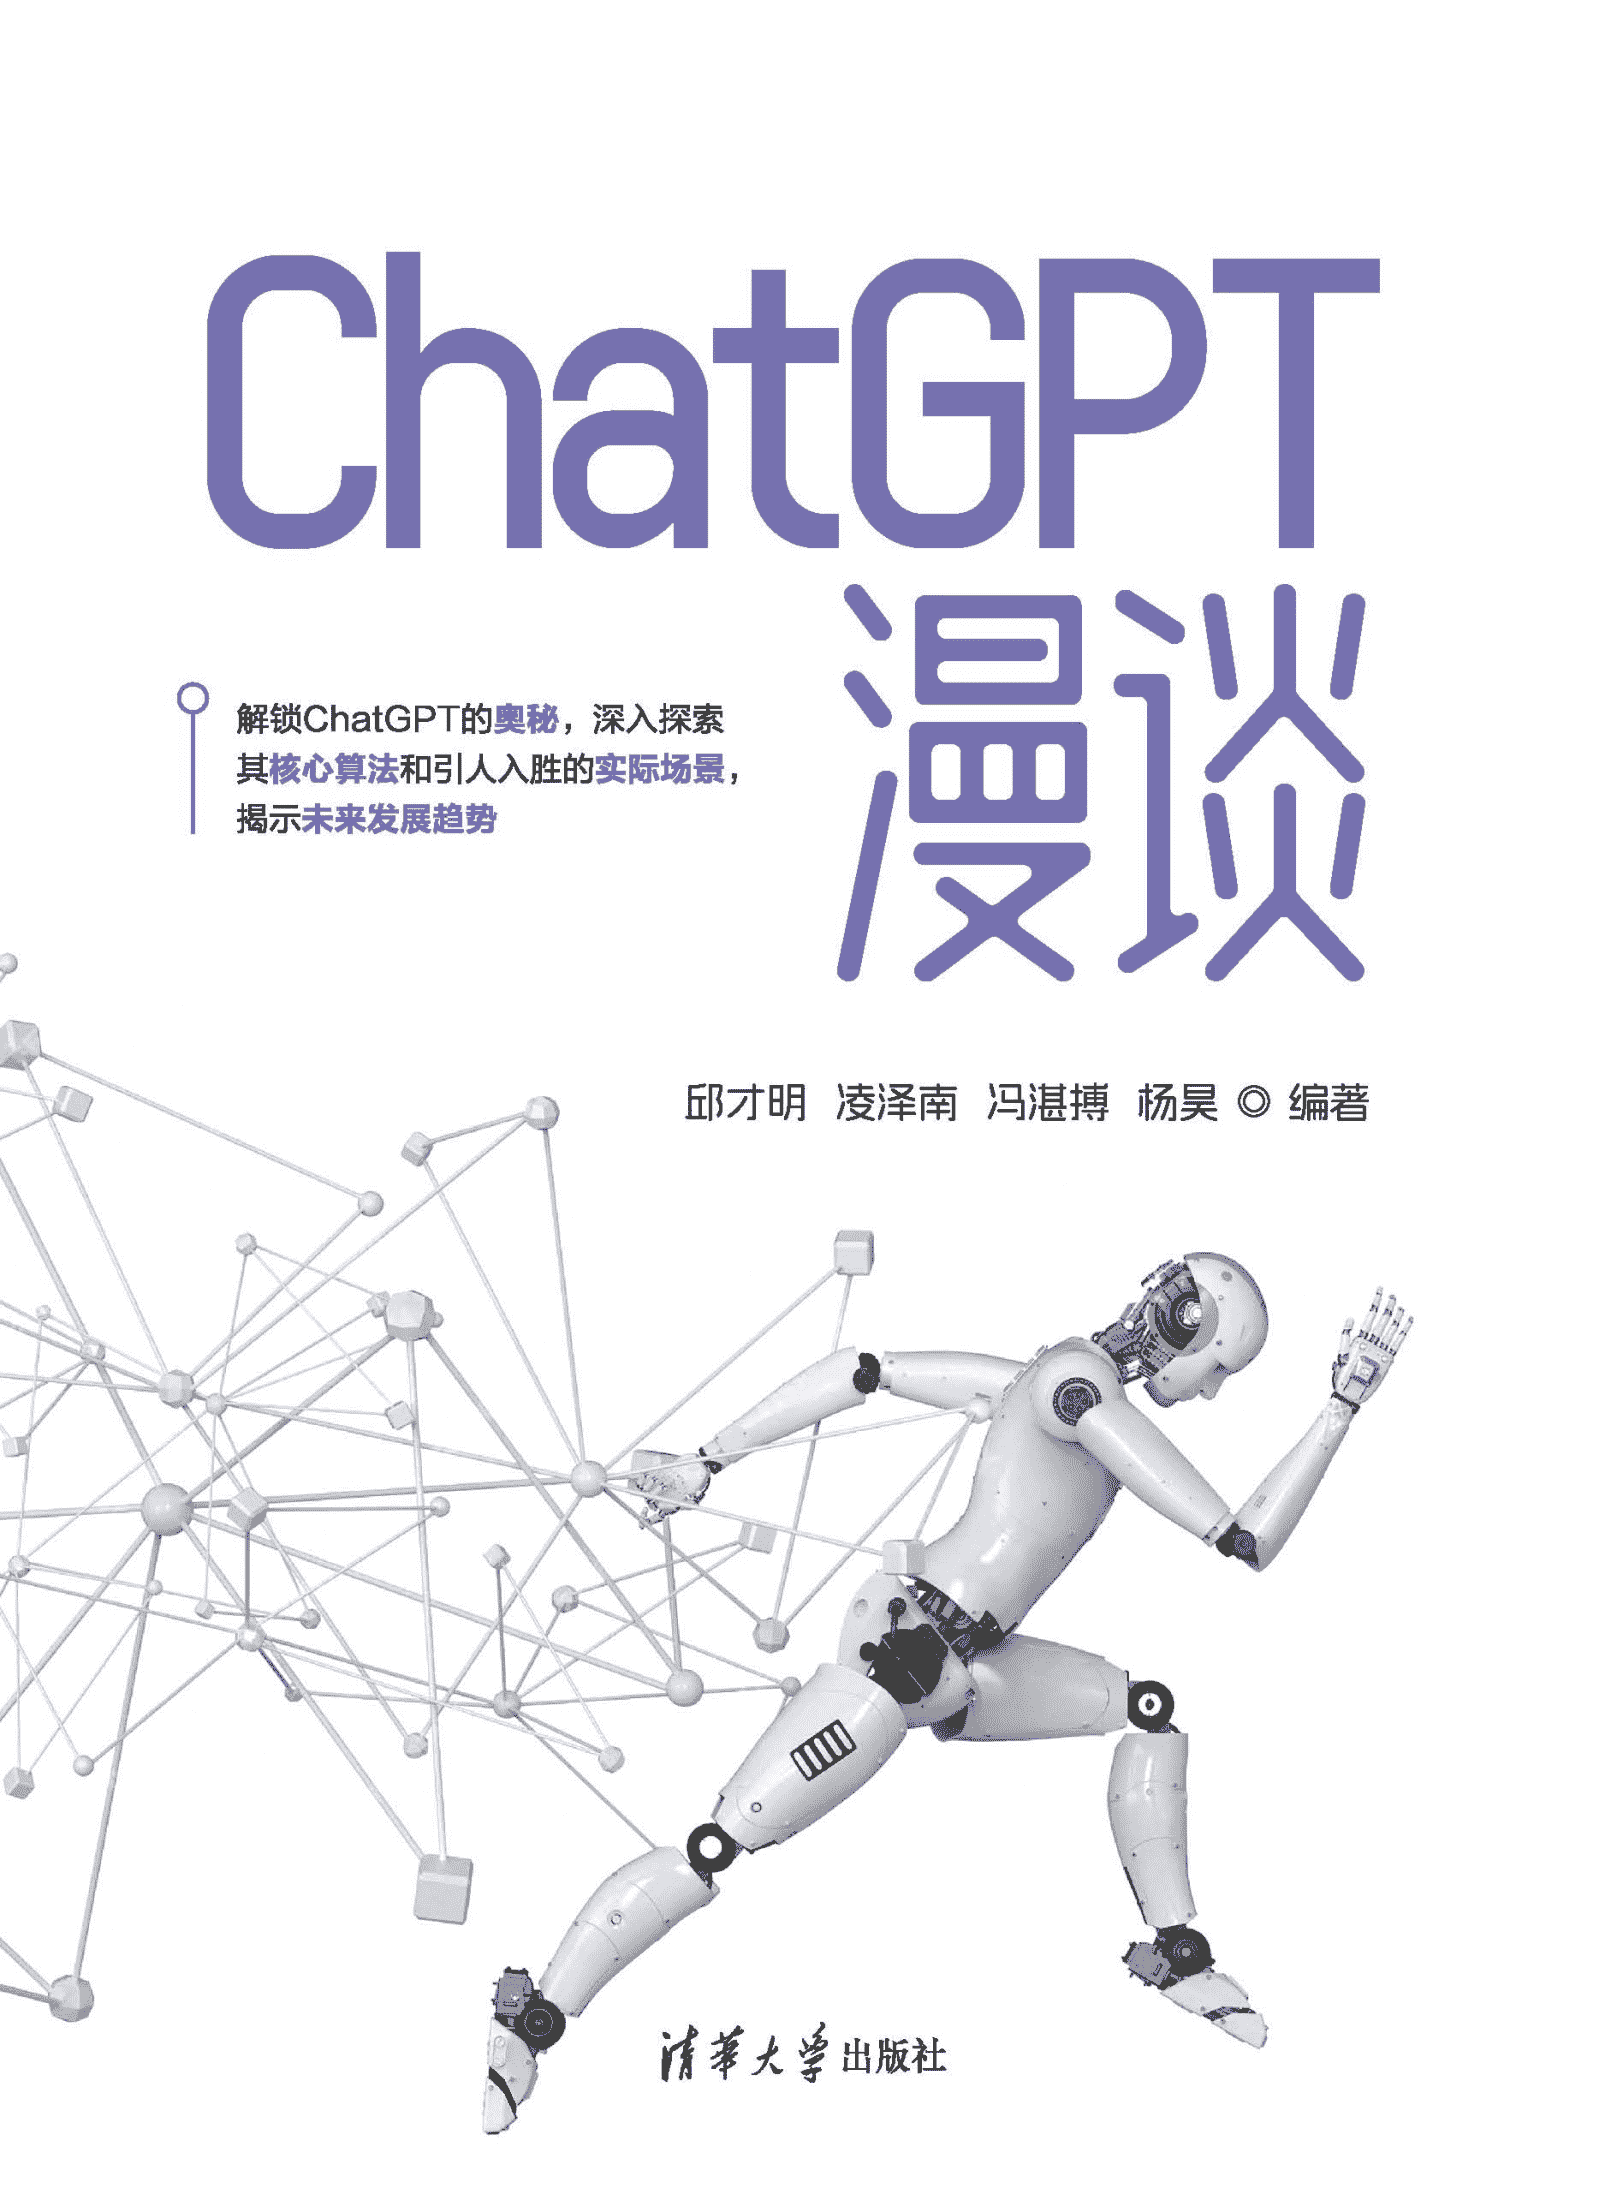 ChatGPT
漫谈
解锁ChatGPT的奥秘，深入探索
其核心算法和引人入胜的实际场景，
揭示未来发展趋势
邱才明 凌泽南 冯湛搏 杨昊 ◎ 编著
清华大学出版社